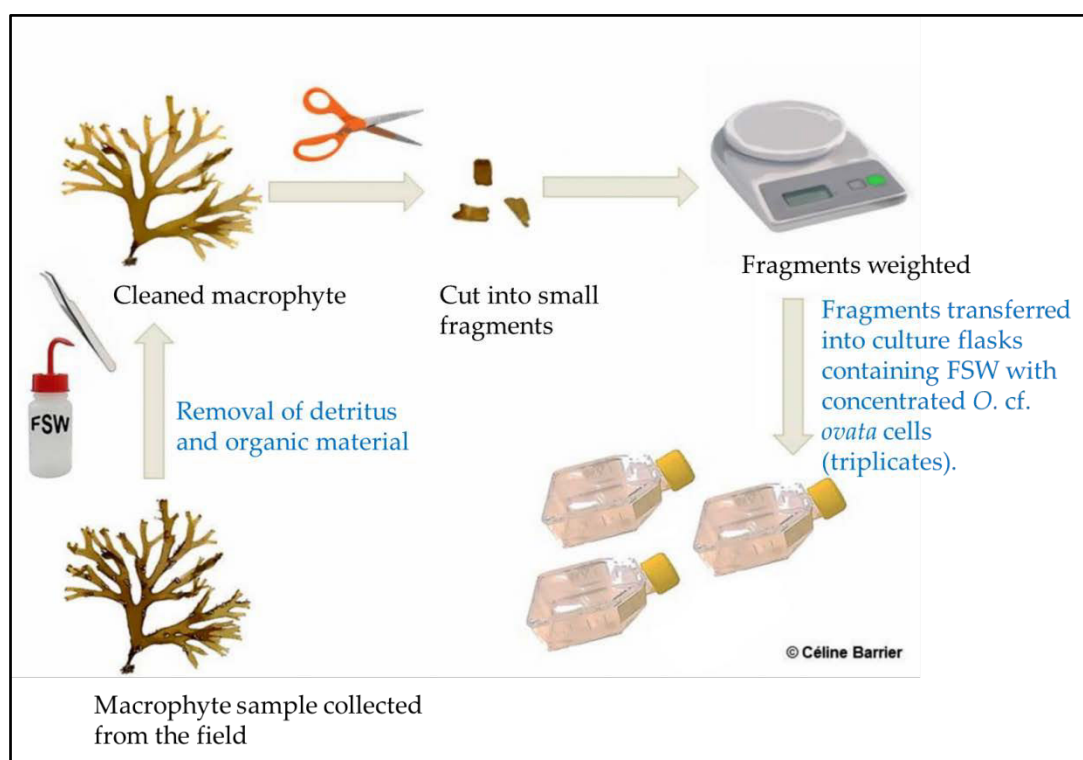 Cleaned macrophyte
Cut into small
fragments
Fragments weighted
FSW
Removal of detritus
and organic material
Fragments transferred
into culture flasks
containing FSW with
concentrated O. cf.
ovata cells
(triplicates).
© Céline Barrier
Macrophyte sample collected
from the field